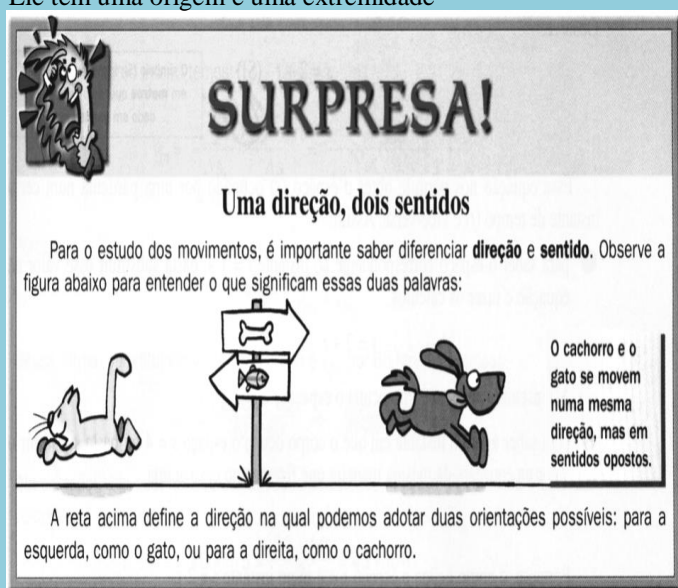 Ele tem uma origem e uma extremidade
SURPRESA!
Uma direção, dois sentidos
Para o estudo dos movimentos, é importante saber diferenciar direção e sentido. Observe a
figura abaixo para entender o que significam essas duas palavras:
O cachorro e o
gato se movem
numa mesma
direção, mas em
sentidos opostos.
A reta acima define a direção na qual podemos adotar duas orientações possíveis: para a
esquerda, como o gato, ou para a direita, como o cachorro.